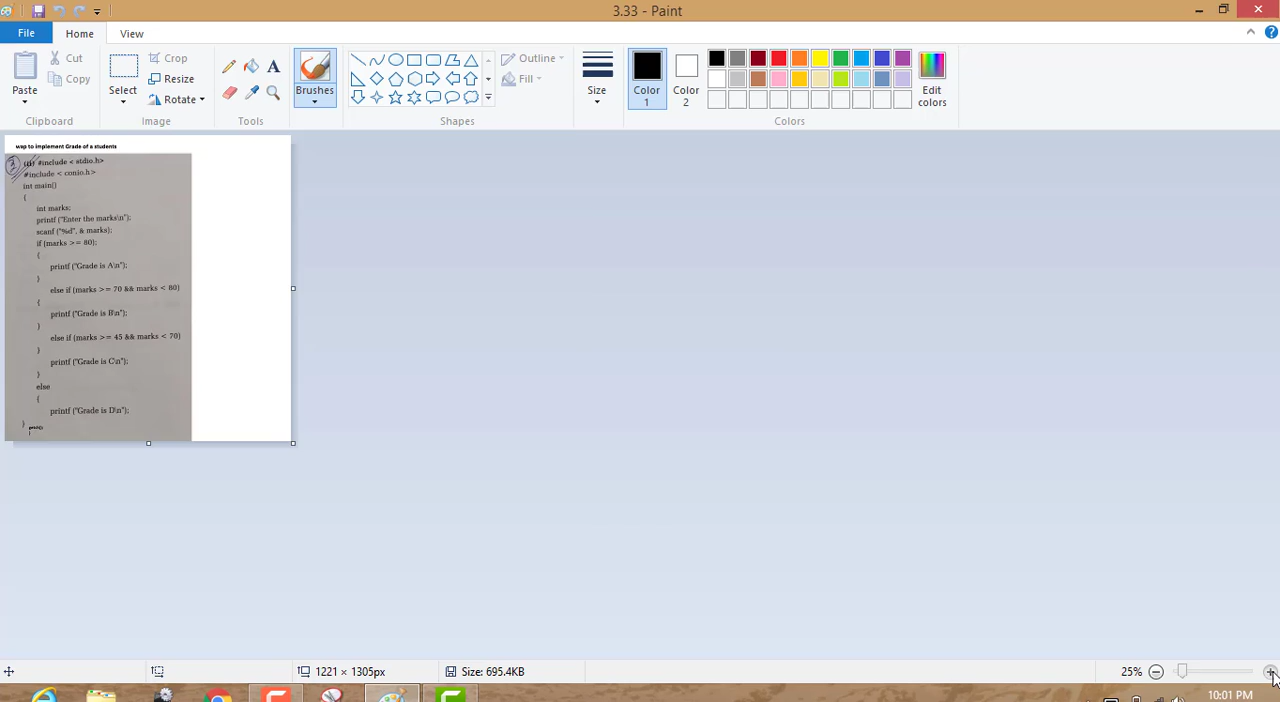 3.33 - Paint
File
Home
View
Paste
Cut
Copy
Clipboard
Select
Crop
Resize
Rotate
Image
Tools
Brushes
Shapes
Outline
Fill
Size
Color 1
Color 2
Edit colors
Colors
wap to implement Grade of a students
3
#include < stdio.h>
#include < conio.h>
int main()
{
int marks;
printf ("Enter the marks\n");
scanf ("%d", & marks);
if (marks >= 80);
{
printf ("Grade is A\n");
}
else if (marks >= 70 && marks < 80)
{
printf ("Grade is B\n");
}
else if (marks >= 45 && marks < 70)
}
printf ("Grade is C\n");
}
else
{
printf ("Grade is D\n");
}
1221 × 1305px
Size: 695.4KB
25%
10:01 PM